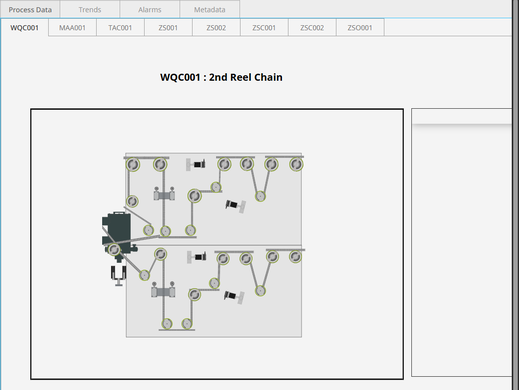 Process Data Trends Alarms Metadata
WQC001 MAA001 TAC001 ZS001 ZS002 ZSC001 ZSC002 ZSO001
WQC001 : 2nd Reel Chain